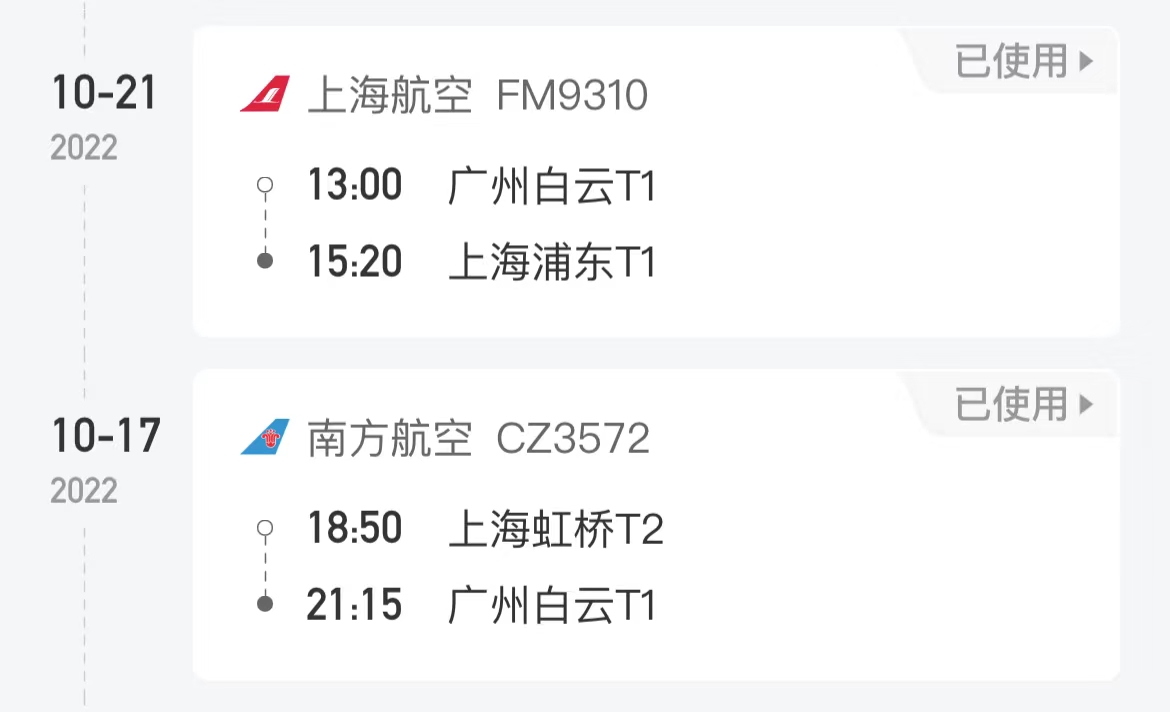 已使用
10-21
上海航空 FM9310
2022
13:00 广州白云T1
15:20 上海浦东T1
已使用
10-17
南方航空 CZ3572
2022
18:50 上海虹桥T2
21:15 广州白云T1